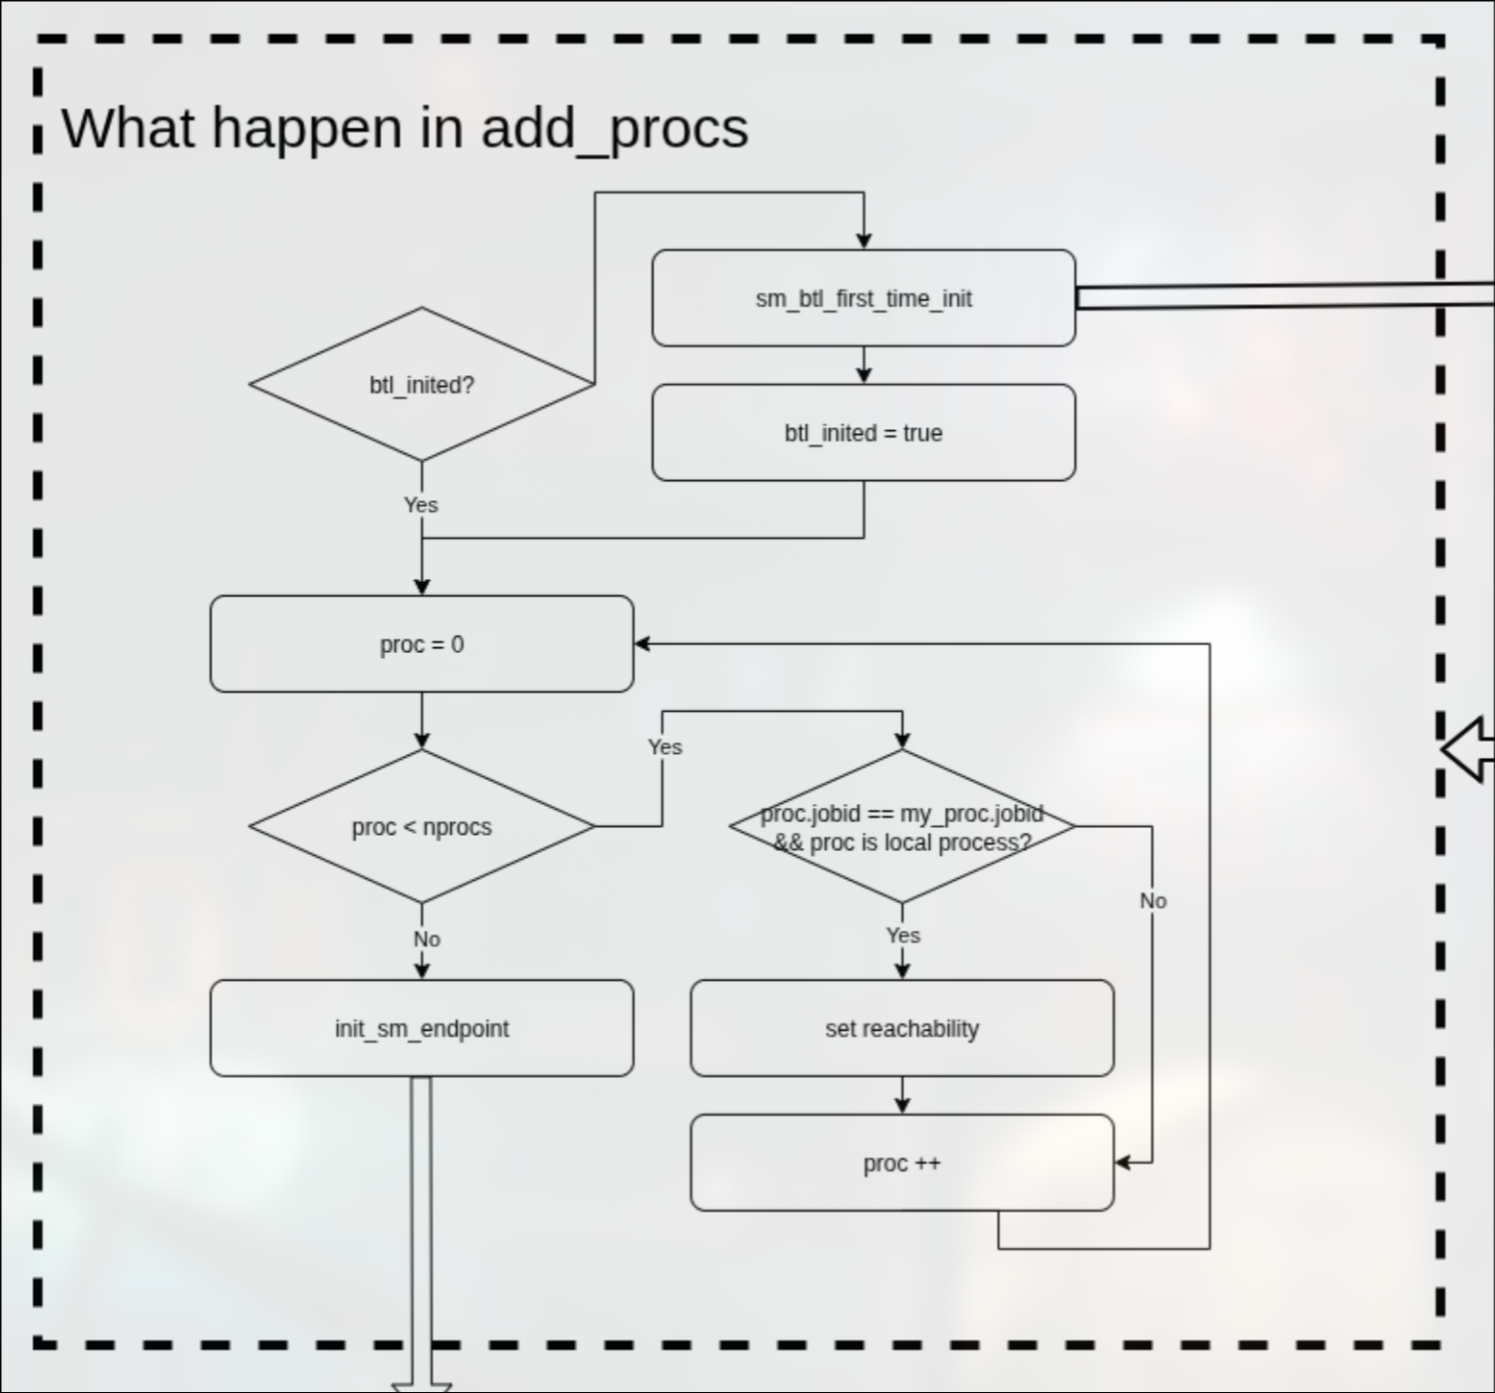 What happen in add_procs
sm_btl_first_time_init
btl_inited?
btl_inited = true
Yes
proc = 0
Yes
proc < nprocs
proc.jobid == my_proc.jobid
&& proc is local process?
No
No
Yes
init_sm_endpoint
set reachability
proc ++